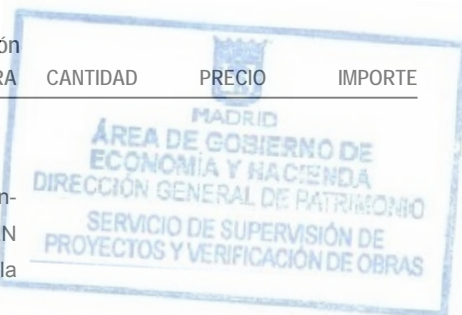 ón
RA CANTIDAD PRECIO IMPORTE
MADRID
ÁREA DE GOBIERNO DE
ECONOMÍA Y HACIENDA
DIRECCIÓN GENERAL DE PATRIMONIO
n-
SERVICIO DE SUPERVISIÓN DE
N
PROYECTOS Y VERIFICACIÓN DE OBRAS
la